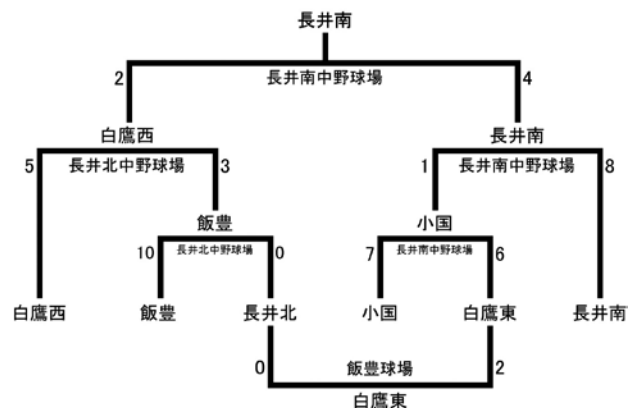 長井南
2 長井南中野球場 4
白鷹西 長井南
5 長井北中野球場 3 1 長井南中野球場 8
飯豊 小国
10 長井北中野球場 0 7 長井南中野球場 6
白鷹西 飯豊 長井北 小国 白鷹東 長井南
0 飯豊球場 2
白鷹東